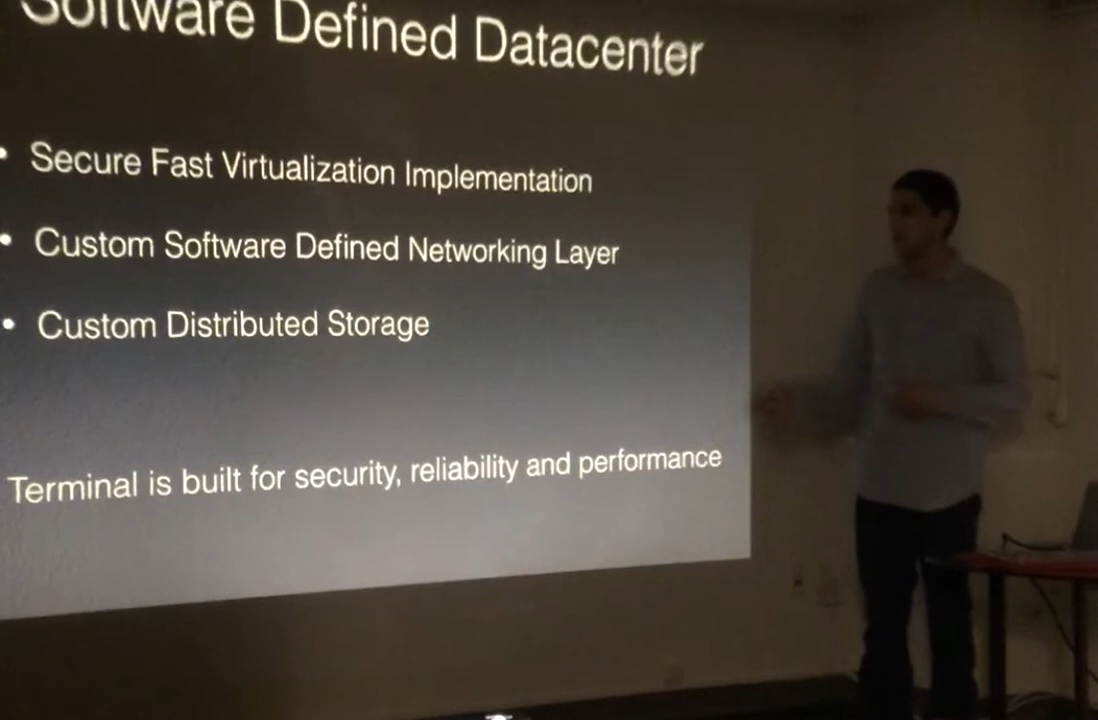 Software Defined Datacenter
• Secure Fast Virtualization Implementation
• Custom Software Defined Networking Layer
• Custom Distributed Storage
Terminal is built for security, reliability and performance